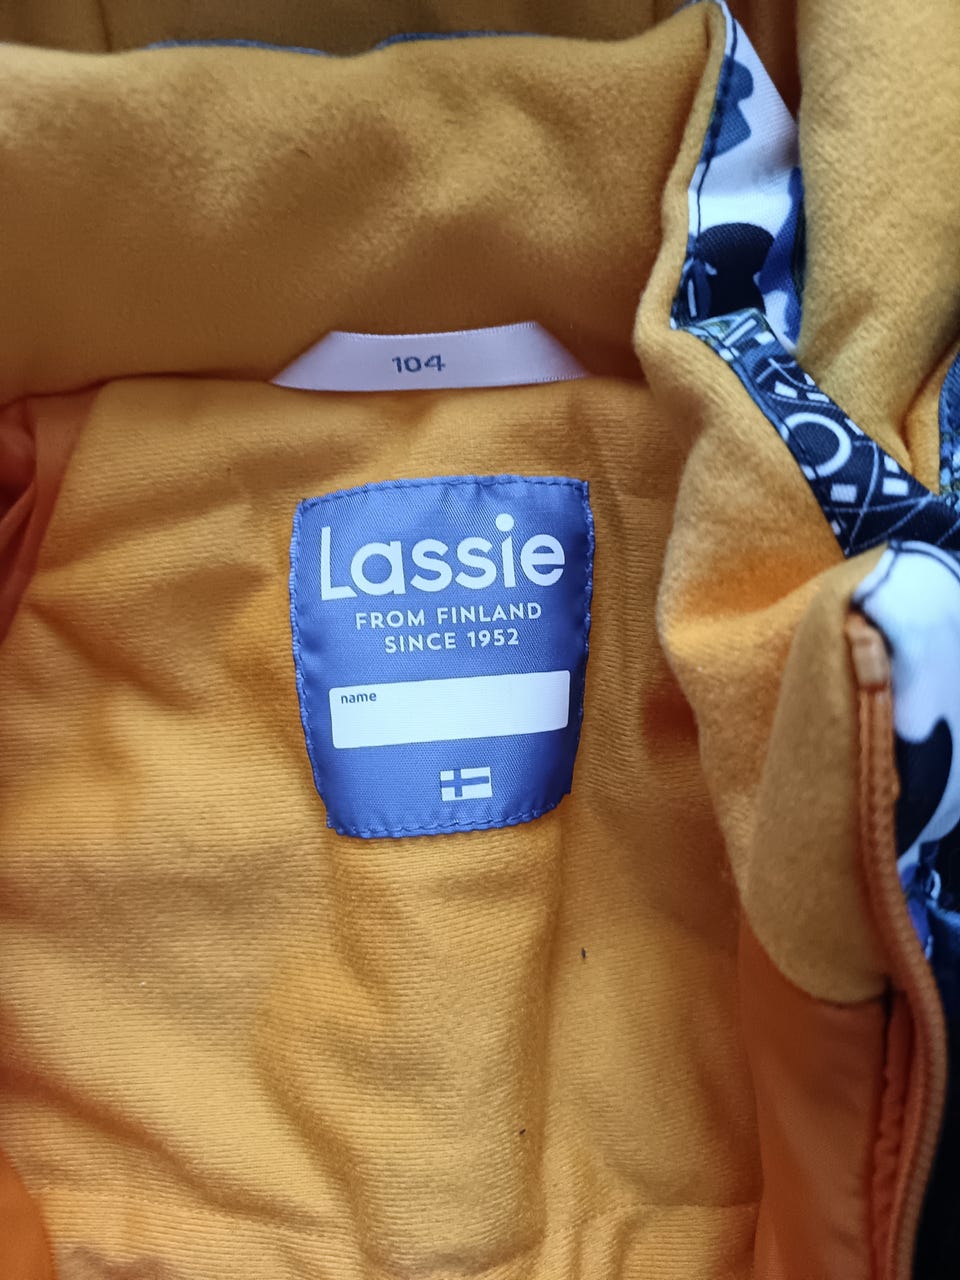 104
Lassie
FROM FINLAND
SINCE 1952
name